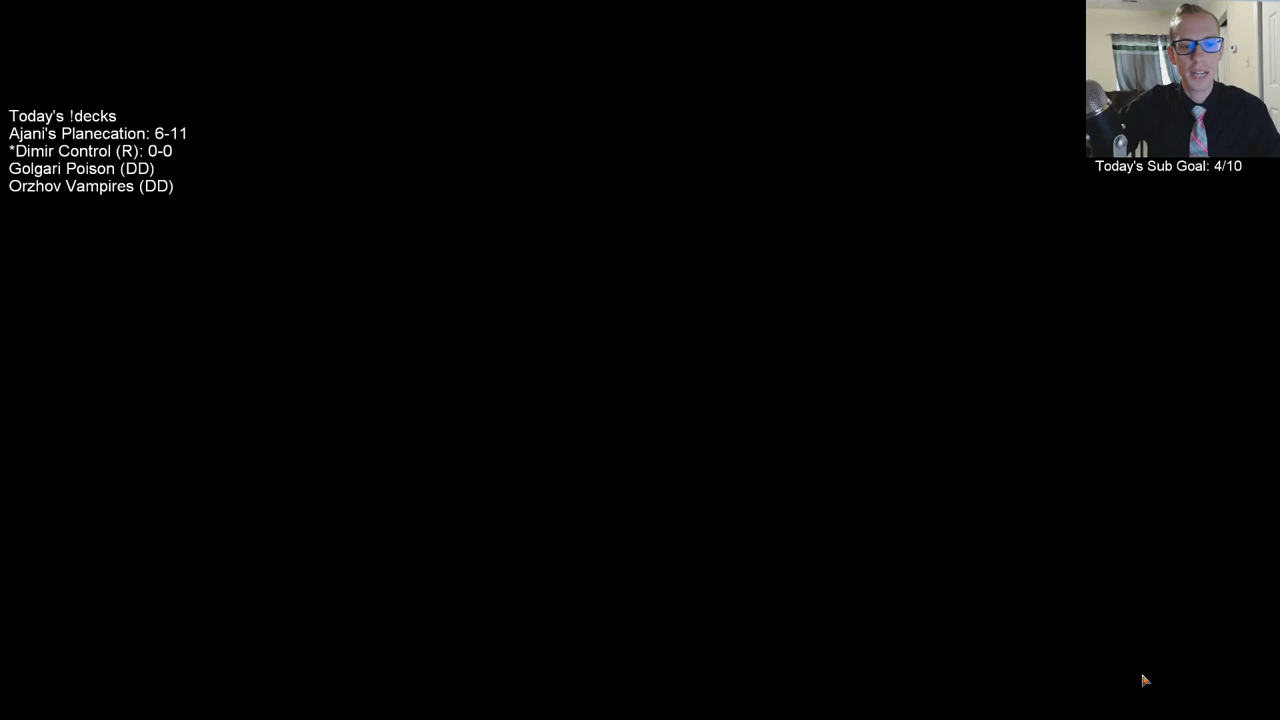 Today's !decks
Ajani's Planecation: 6-11
*Dimir Control (R): 0-0
Golgari Poison (DD)
Orzhov Vampires (DD)
Today's Sub Goal: 4/10